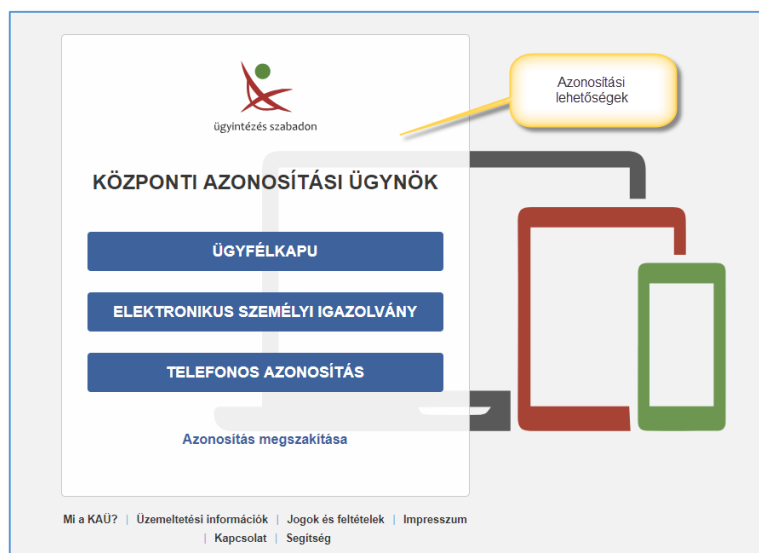 ügyintézés szabadon
Azonosítási
lehetőségek
KÖZPONTI AZONOSÍTÁSI ÜGYNÖK
ÜGYFÉLKAPU
ELEKTRONIKUS SZEMÉLYI IGAZOLVÁNY
TELEFONOS AZONOSÍTÁS
Azonosítás megszakítása
Mi a KAÜ? | Üzemeltetési információk | Jogok és feltételek | Impresszum
| Kapcsolat | Segítség